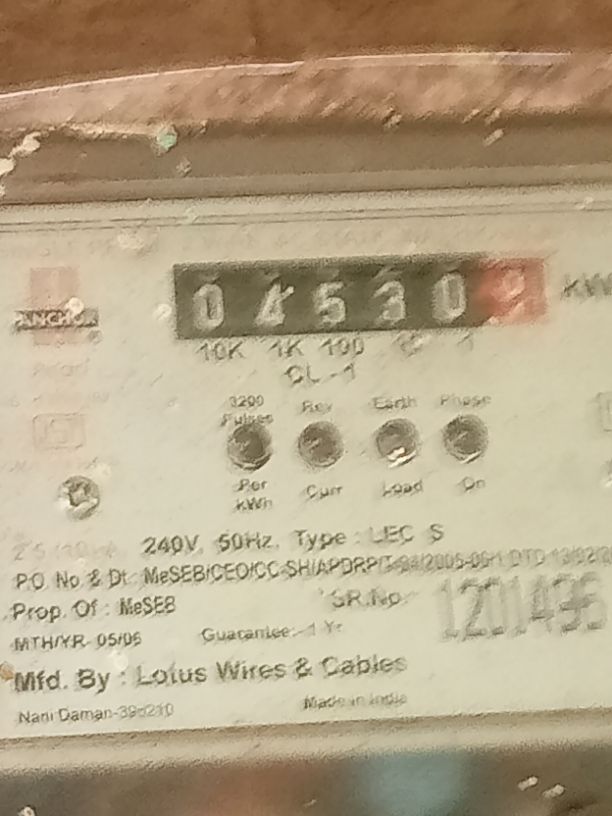 ANCHOR
0 4 5 3 0
10K 1K 100 1
CL -1
3200 Rev Earth Phase
Pulses
Per Curr Load On
kWh
240V, 50Hz, Type : LEC S
P.O. No & Dt. MeSEB/CEO/CC-SH/APDRP/
Prop. Of : MeSEB SR.No.
1201436
MTH/YR- 05/06 Guarantee:- 1 Yr
Mfd. By : Lotus Wires & Cables
Nani Daman- Made in India